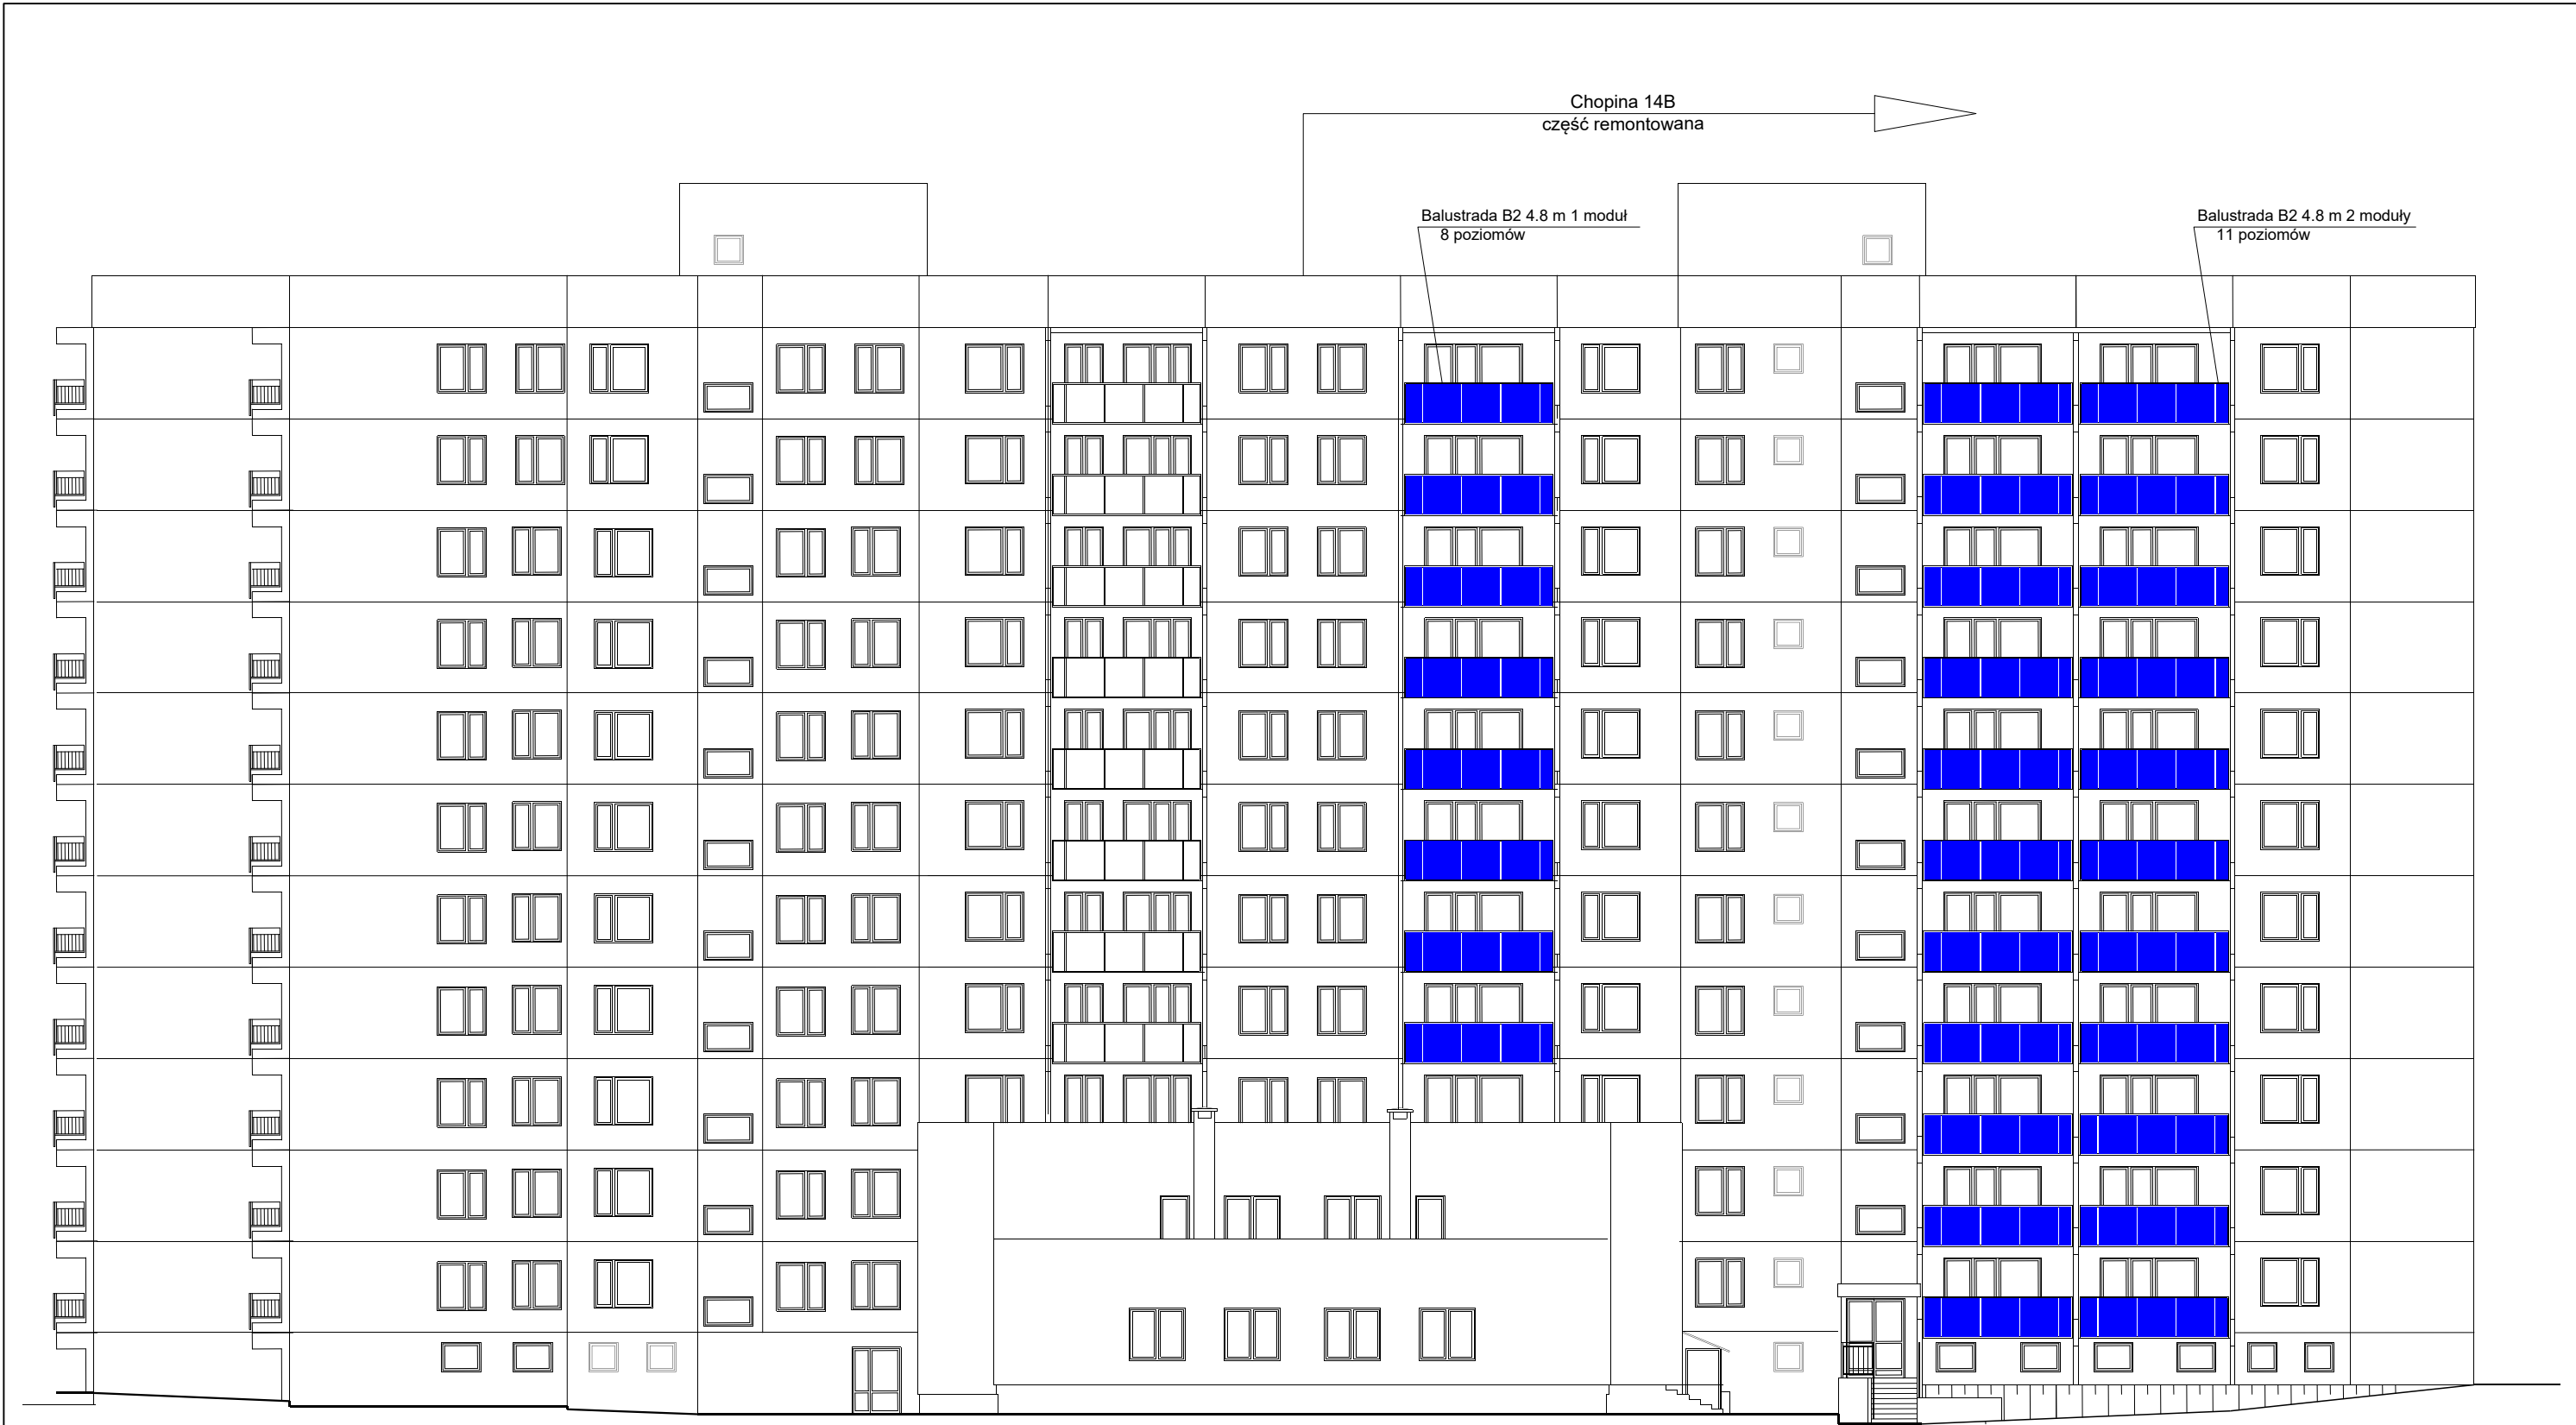 Chopina 14B
część remontowana
Balustrada B2 4.8 m 1 moduł
8 poziomów
Balustrada B2 4.8 m 2 moduły
11 poziomów